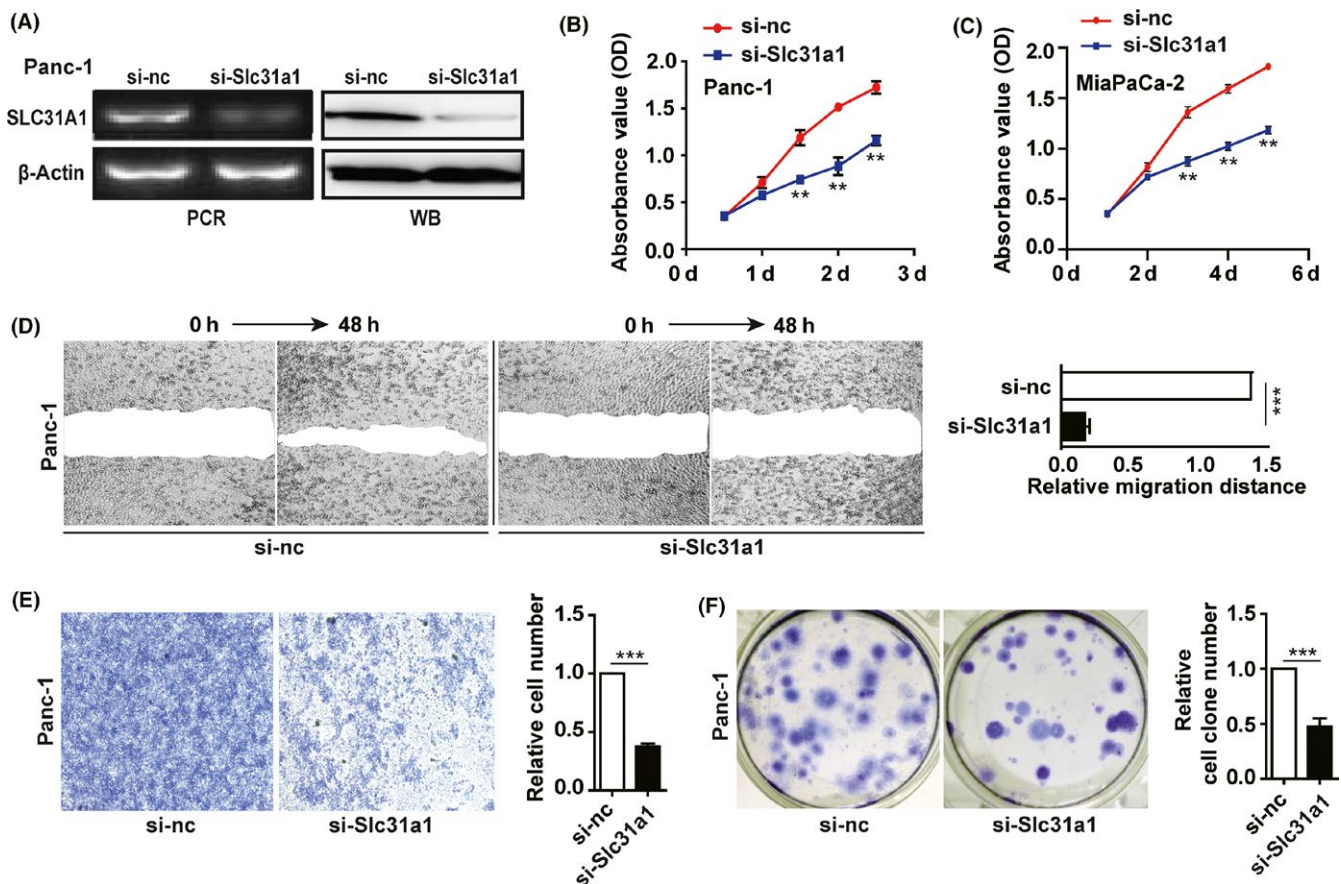 (A)
Panc-1
si-nc si-Slc31a1 si-nc si-Slc31a1
SLC31A1
β-Actin
PCR WB
(B)
si-nc
si-Slc31a1
Panc-1
Absorbance value (OD)
2.0
1.5
1.0
0.5
0.0
** ** **
0 d 1 d 2 d 3 d
(C)
si-nc
si-Slc31a1
MiaPaCa-2
Absorbance value (OD)
2.0
1.5
1.0
0.5
0.0
** ** **
0 d 2 d 4 d 6 d
(D)
0 h 48 h 0 h 48 h
Panc-1
si-nc si-Slc31a1
si-nc
si-Slc31a1
***
0.0 0.5 1.0 1.5
Relative migration distance
(E)
Panc-1
si-nc si-Slc31a1
Relative cell number
1.5
1.0
0.5
0.0
***
si-nc
si-Slc31a1
(F)
Panc-1
si-nc si-Slc31a1
Relative
cell clone number
1.5
1.0
0.5
0.0
***
si-nc
si-Slc31a1